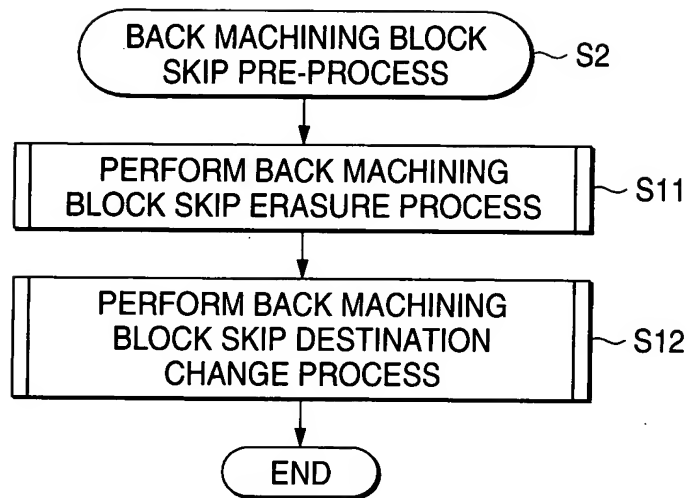 BACK MACHINING BLOCK
SKIP PRE-PROCESS
S2
PERFORM BACK MACHINING
BLOCK SKIP ERASURE PROCESS
S11
PERFORM BACK MACHINING
BLOCK SKIP DESTINATION
CHANGE PROCESS
S12
END